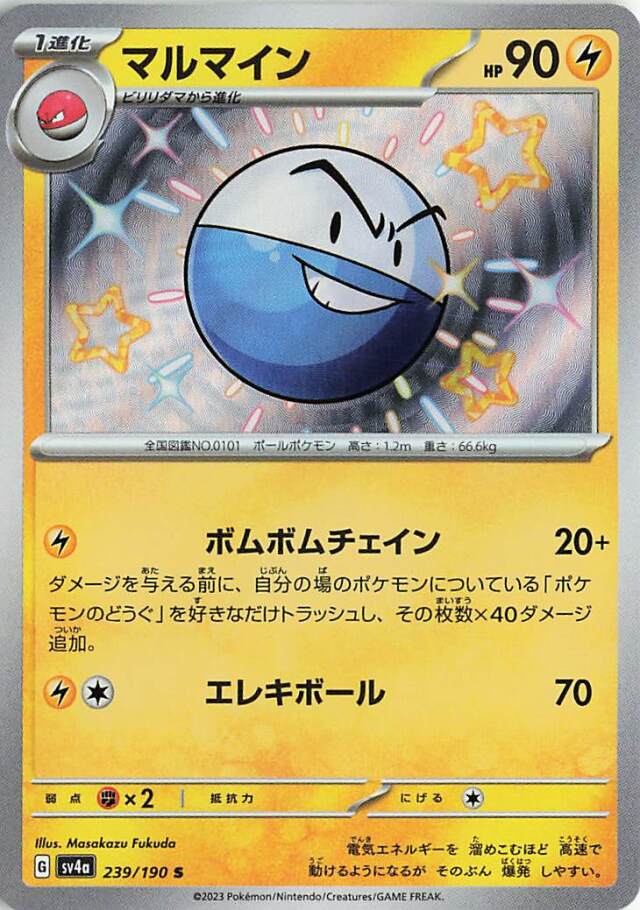 1進化
マルマイン
HP90
ビリリダマから進化
全国図鑑NO.0101 ボールポケモン 高さ:1.2m 重さ:66.6kg
ボムボムチェイン 20+
ダメージを与える前に、自分の場のポケモンについている「ポケ
モンのどうぐ」を好きなだけトラッシュし、その枚数×40ダメージ
追加。
エレキボール 70
弱点 ×2 抵抗力 にげる
Illus. Masakazu Fukuda
G sv4a 239/190 S
電気エネルギーを 溜めこむほど 高速で
動けるようになるが そのぶん 爆発 しやすい。
©2023 Pokémon/Nintendo/Creatures/GAME FREAK.